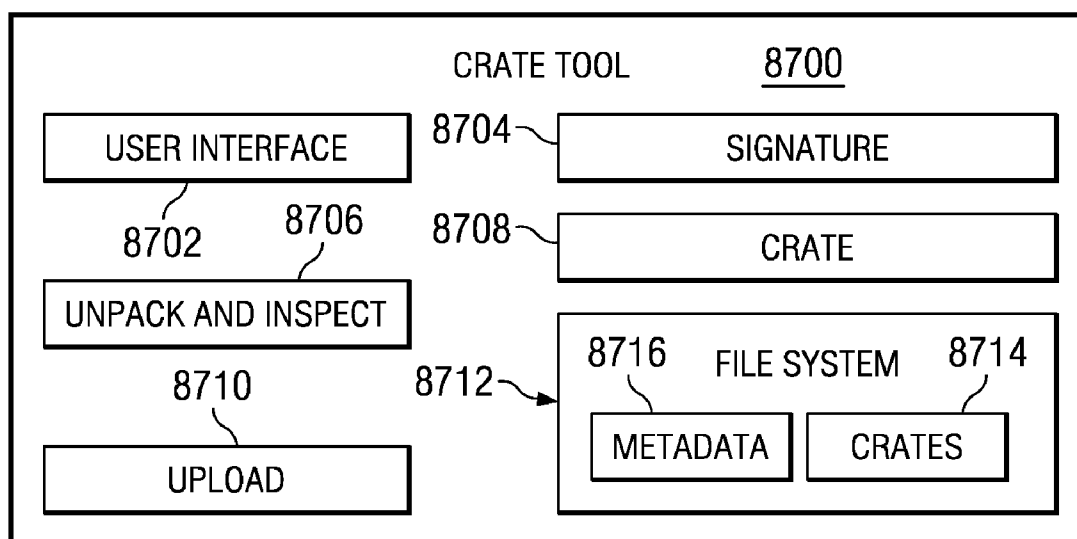 CRATE TOOL 8700
USER INTERFACE
8702
8704
SIGNATURE
8706
UNPACK AND INSPECT
8708
CRATE
8710
UPLOAD
8712
FILE SYSTEM
8716
METADATA
8714
CRATES